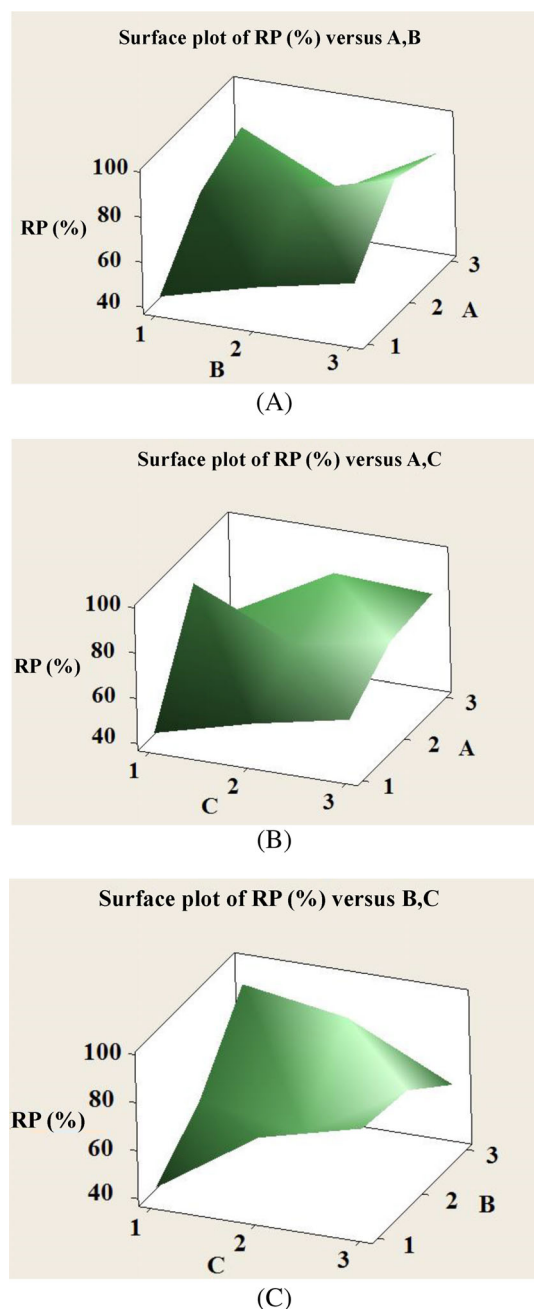 Surface plot of RP (%) versus A,B
100
80
RP (%)
60
40
1
2
3
B
1
2
3
A
(A)
Surface plot of RP (%) versus A,C
100
80
RP (%)
60
40
1
2
3
C
1
2
3
A
(B)
Surface plot of RP (%) versus B,C
100
80
RP (%)
60
40
1
2
3
C
1
2
3
B
(C)